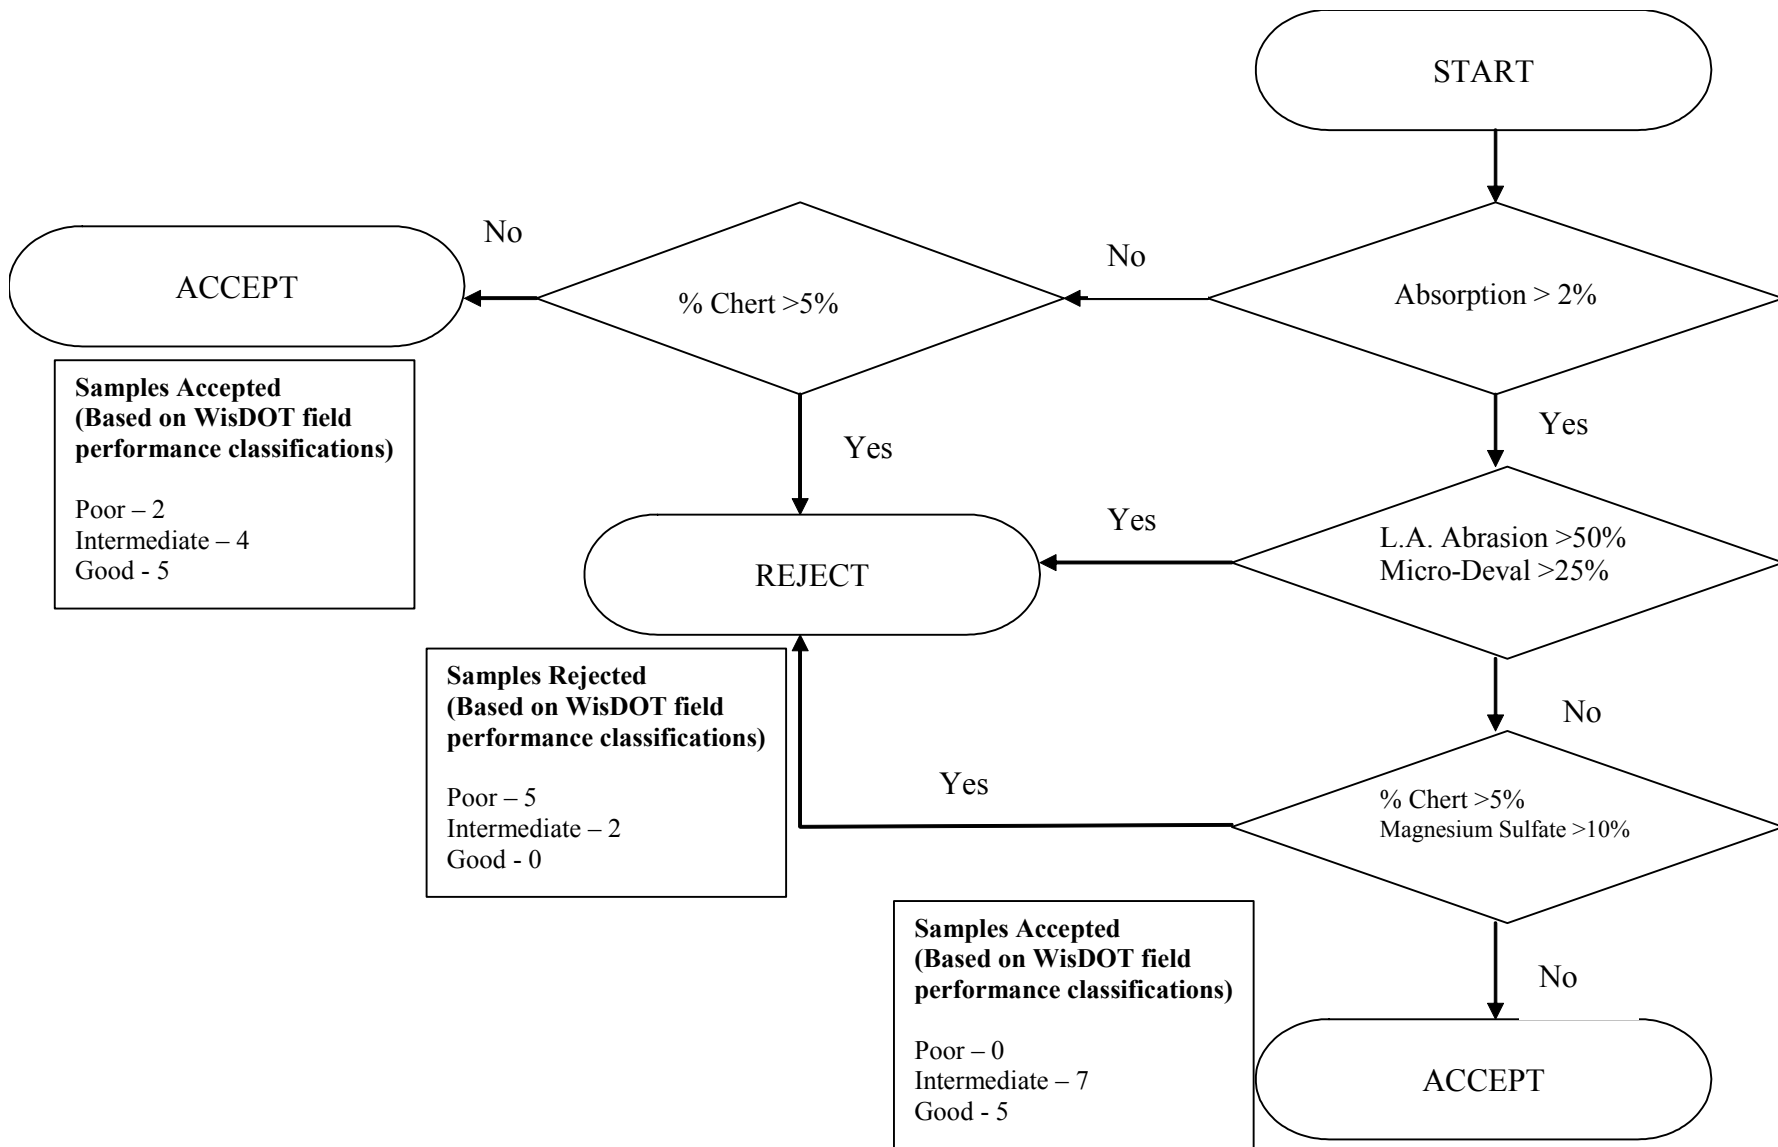 START
No
No
ACCEPT
% Chert >5%
Absorption > 2%
Samples Accepted
(Based on WisDOT field
performance classifications)
Poor – 2
Intermediate – 4
Good - 5
Yes
Yes
Yes
L.A. Abrasion >50%
Micro-Deval >25%
REJECT
Samples Rejected
(Based on WisDOT field
performance classifications)
Poor – 5
Intermediate – 2
Good - 0
No
Yes
% Chert >5%
Magnesium Sulfate >10%
Samples Accepted
(Based on WisDOT field
performance classifications)
Poor – 0
Intermediate – 7
Good - 5
No
ACCEPT